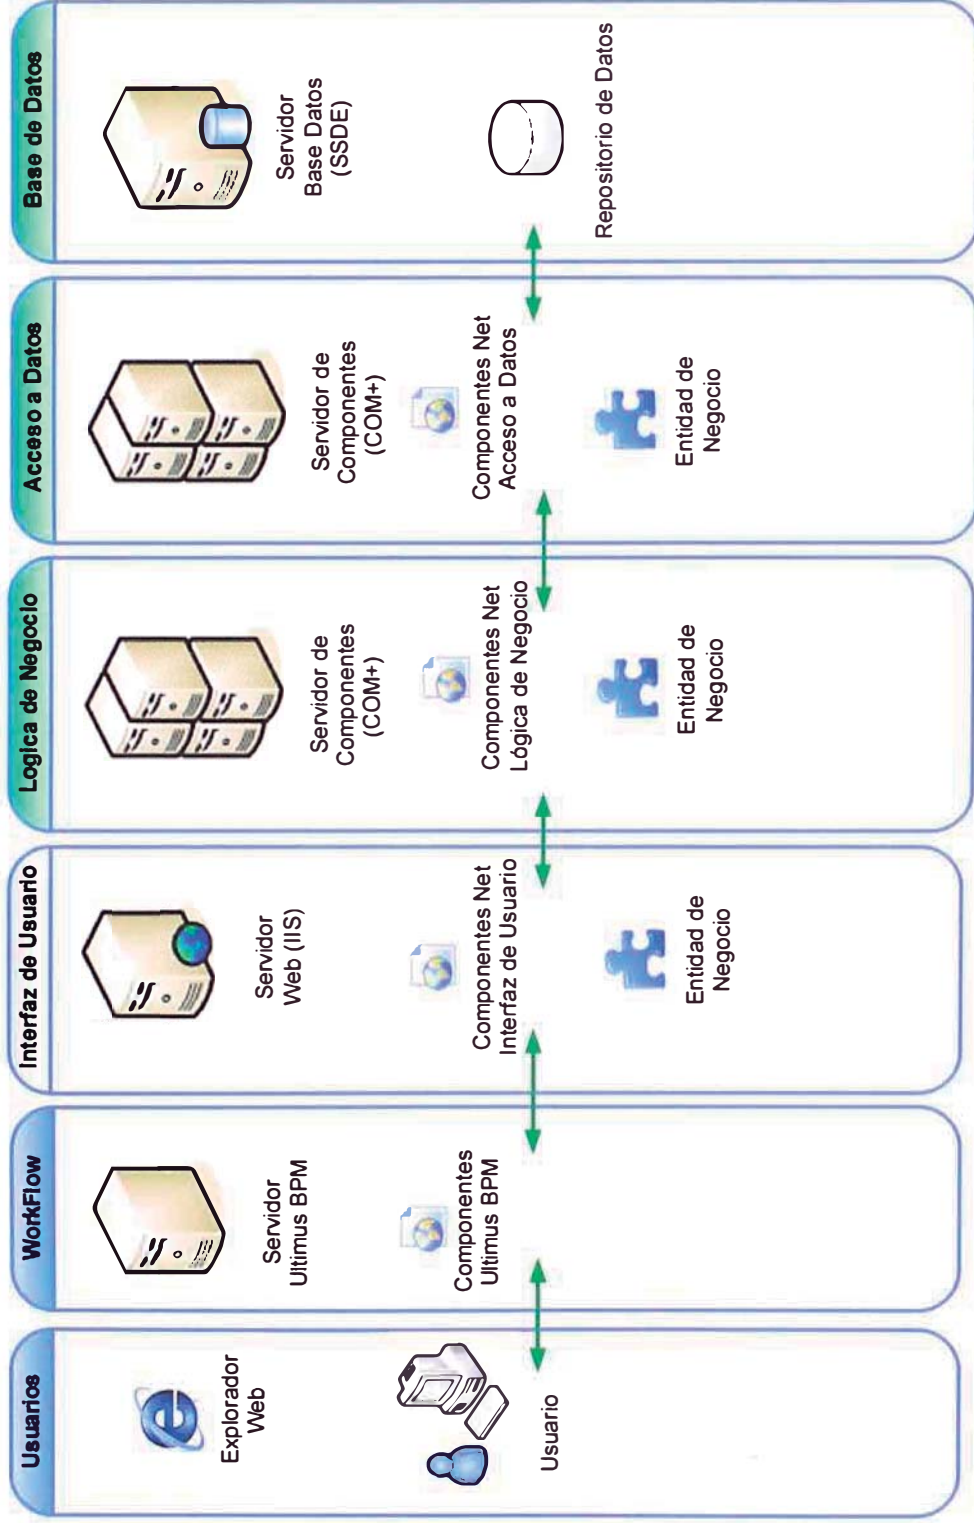 Usuarios
Explorador
Web
Usuario
WorkFlow
Servidor
Ultimus BPM
Componentes
Ultimus BPM
Interfaz de Usuario
Servidor
Web (IIS)
Componentes Net
Interfaz de Usuario
Entidad de
Negocio
Logica de Negocio
Servidor de
Componentes
(COM+)
Componentes Net
Lógica de Negocio
Entidad de
Negocio
Acceso a Datos
Servidor de
Componentes
(COM+)
Componentes Net
Acceso a Datos
Entidad de
Negocio
Base de Datos
Servidor
Base Datos
(SSDE)
Repositorio de Datos